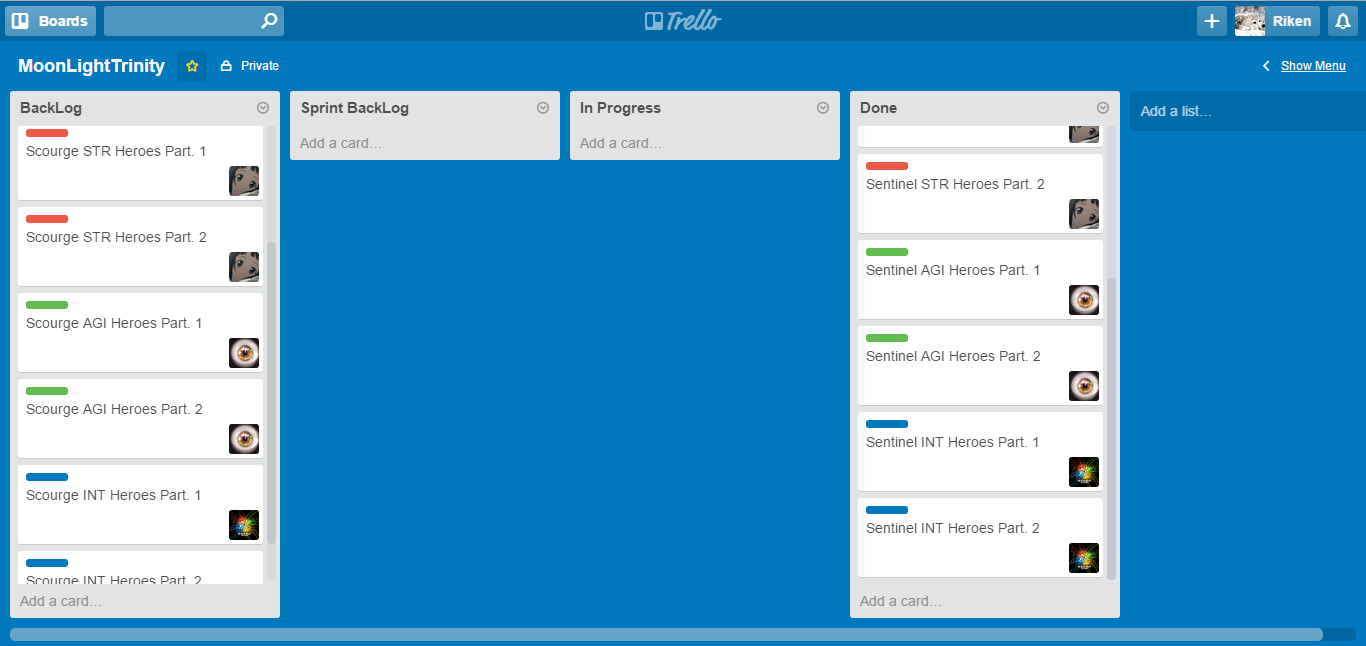 Boards
Trello
Riken
MoonLightTrinity
Private
Show Menu
BackLog
Scourge STR Heroes Part. 1
Scourge STR Heroes Part. 2
Scourge AGI Heroes Part. 1
Scourge AGI Heroes Part. 2
Scourge INT Heroes Part. 1
Scourge INT Heroes Part. 2
Add a card…
Sprint BackLog
Add a card…
In Progress
Add a card…
Done
Sentinel STR Heroes Part. 2
Sentinel AGI Heroes Part. 1
Sentinel AGI Heroes Part. 2
Sentinel INT Heroes Part. 1
Sentinel INT Heroes Part. 2
Add a card…
Add a list…